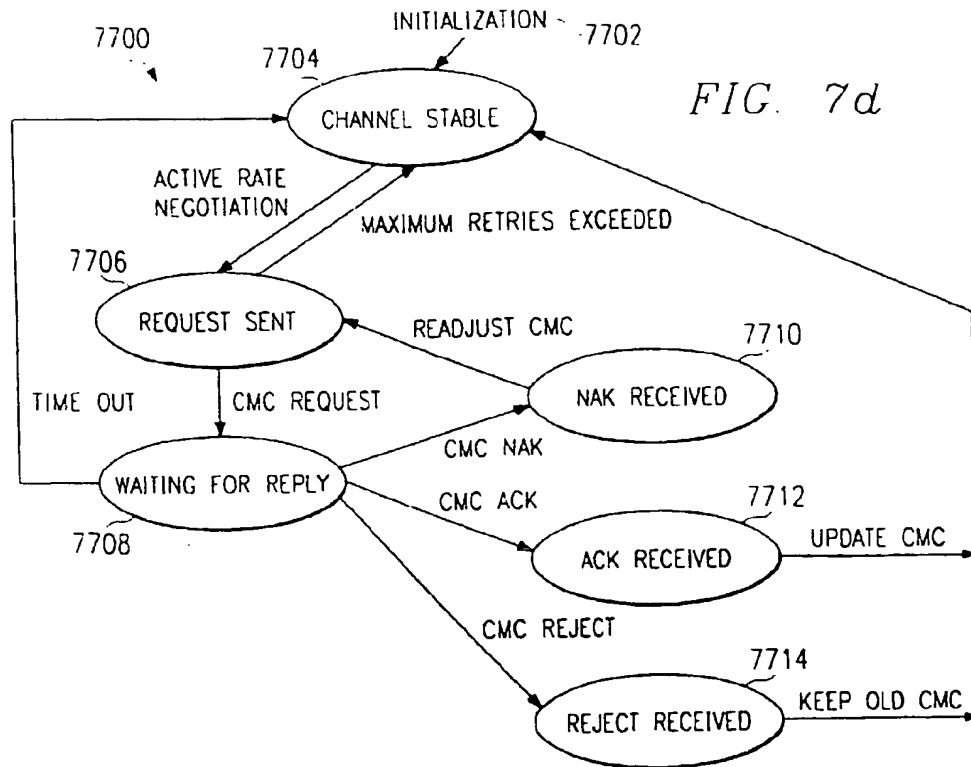 INITIALIZATION
7702
7700
7704
FIG. 7d
CHANNEL STABLE
ACTIVE RATE
NEGOTIATION
MAXIMUM RETRIES EXCEEDED
7706
REQUEST SENT
READJUST CMC
7710
NAK RECEIVED
TIME OUT
CMC REQUEST
CMC NAK
WAITING FOR REPLY
7708
CMC ACK
7712
ACK RECEIVED
UPDATE CMC
CMC REJECT
7714
REJECT RECEIVED
KEEP OLD CMC